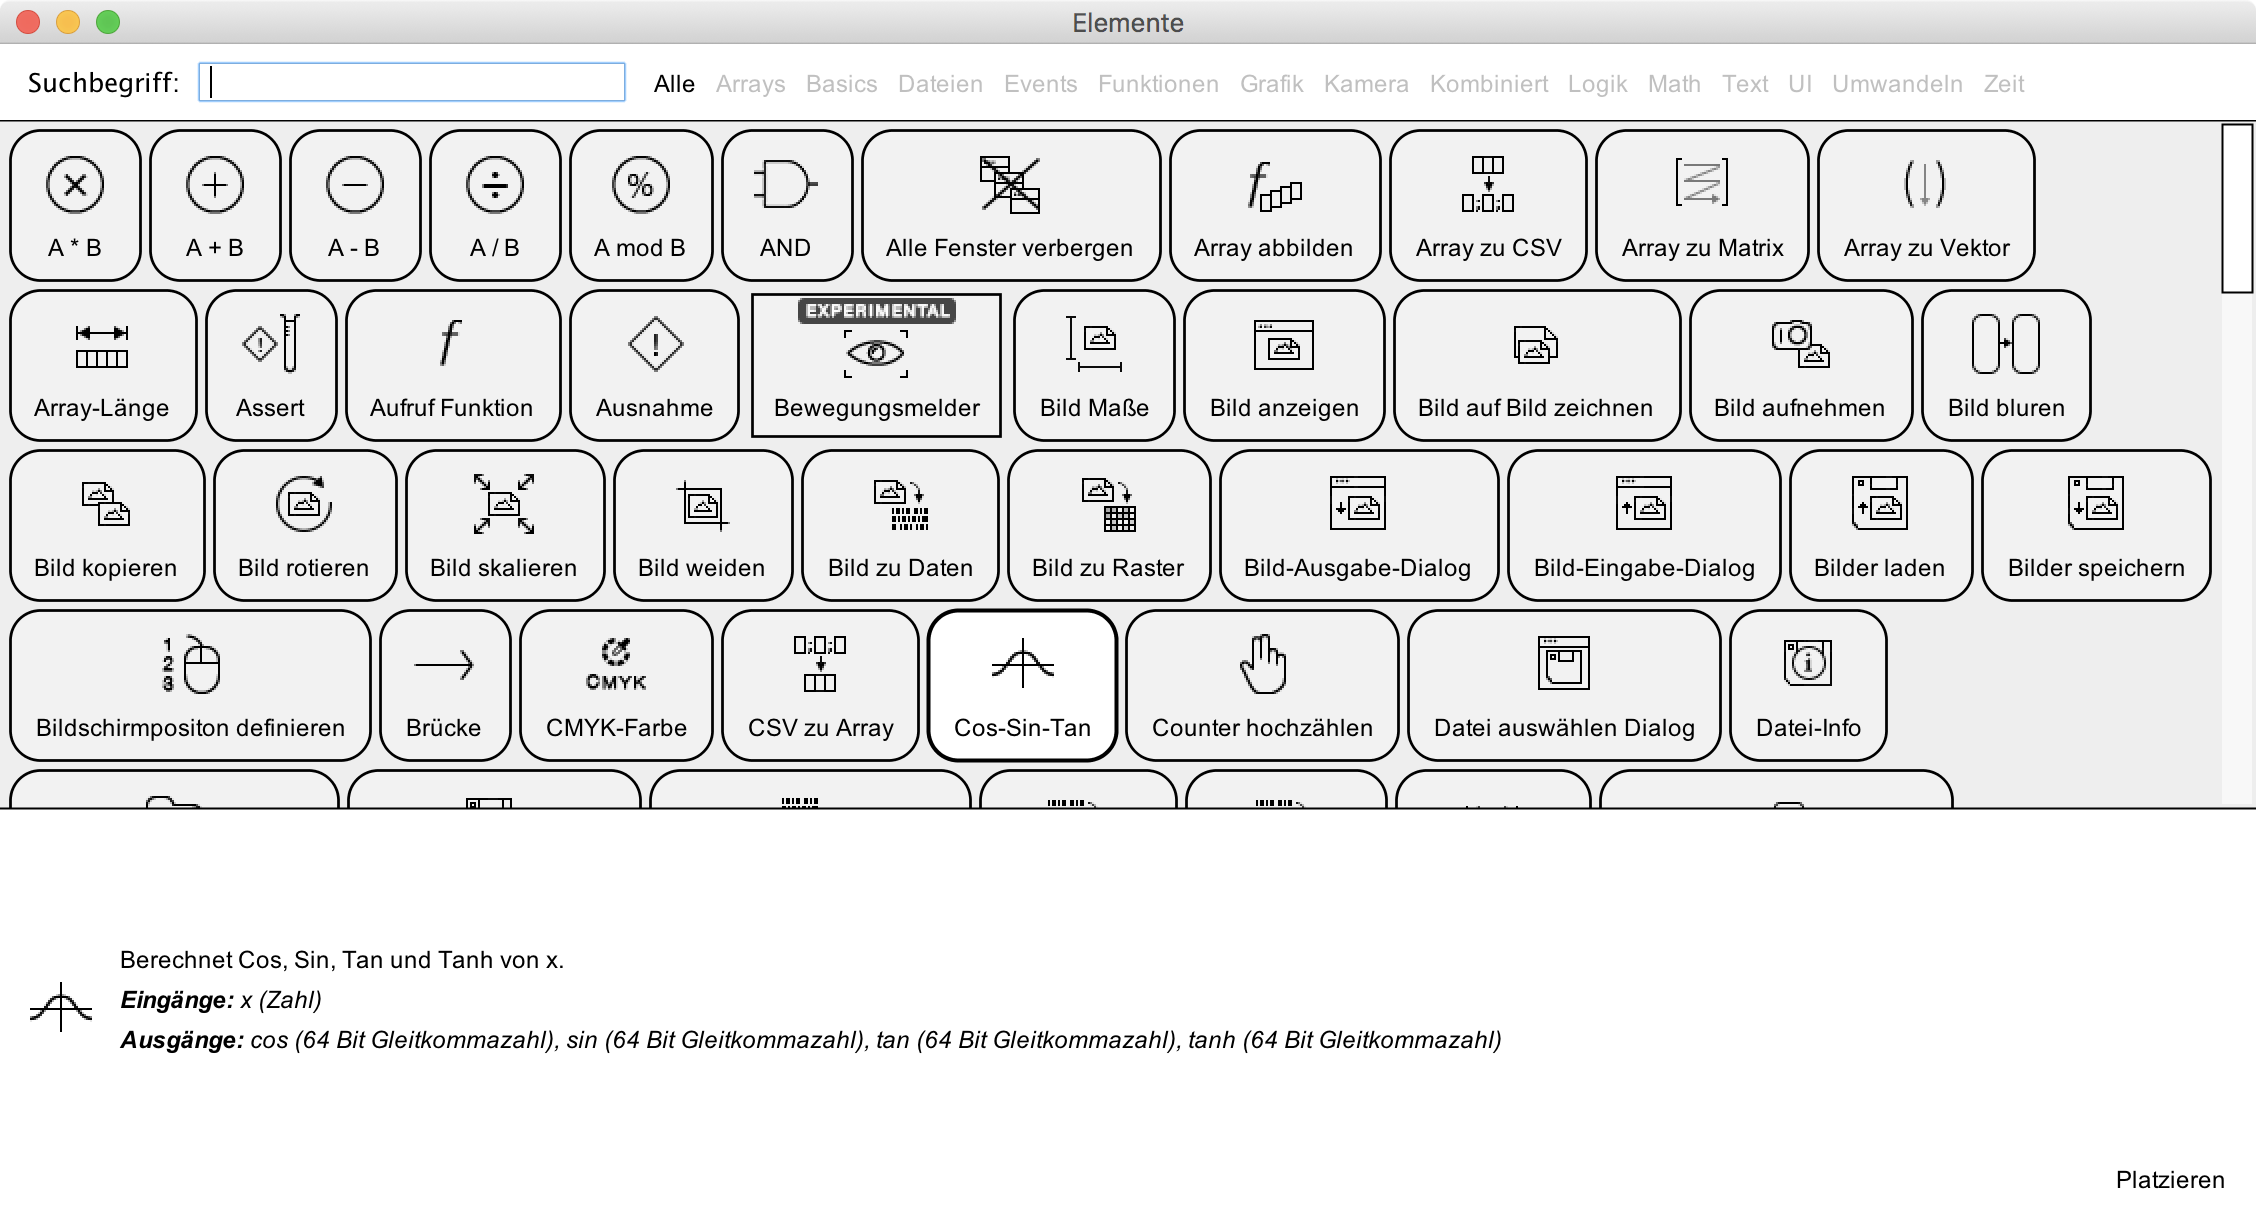 Elemente
Suchbegriff: Alle Arrays Basics Dateien Events Funktionen Grafik Kamera Kombiniert Logik Math Text UI Umwandeln Zeit
%
A * B A + B A - B A / B A mod B AND Alle Fenster verbergen Array abbilden Array zu CSV Array zu Matrix Array zu Vektor
EXPERIMENTAL
Array-Länge Assert Aufruf Funktion Ausnahme Bewegungsmelder Bild Maße Bild anzeigen Bild auf Bild zeichnen Bild aufnehmen Bild bluren
Bild kopieren Bild rotieren Bild skalieren Bild weiden Bild zu Daten Bild zu Raster Bild-Ausgabe-Dialog Bild-Eingabe-Dialog Bilder laden Bilder speichern
1
2
3 CMYK
Bildschirmpositon definieren Brücke CMYK-Farbe CSV zu Array Cos-Sin-Tan Counter hochzählen Datei auswählen Dialog Datei-Info
Berechnet Cos, Sin, Tan und Tanh von x.
Eingänge: x (Zahl)
Ausgänge: cos (64 Bit Gleitkommazahl), sin (64 Bit Gleitkommazahl), tan (64 Bit Gleitkommazahl), tanh (64 Bit Gleitkommazahl)
Platzieren